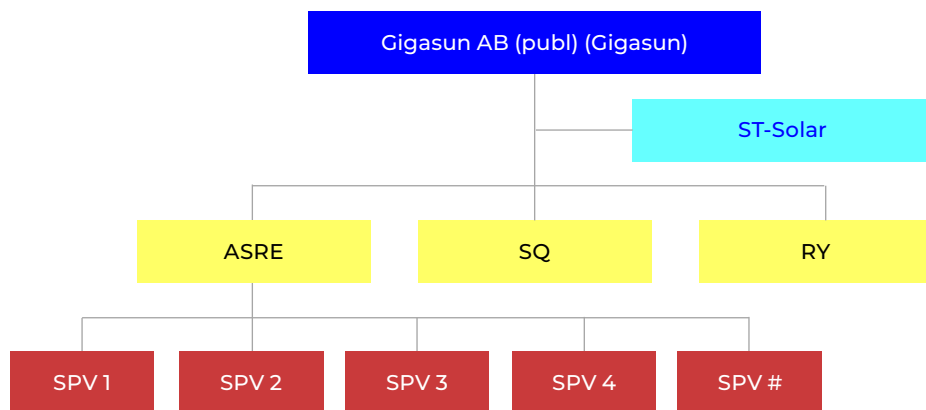 Gigasun AB (publ) (Gigasun)
ST-Solar
ASRE
SQ
RY
SPV 1
SPV 2
SPV 3
SPV 4
SPV #